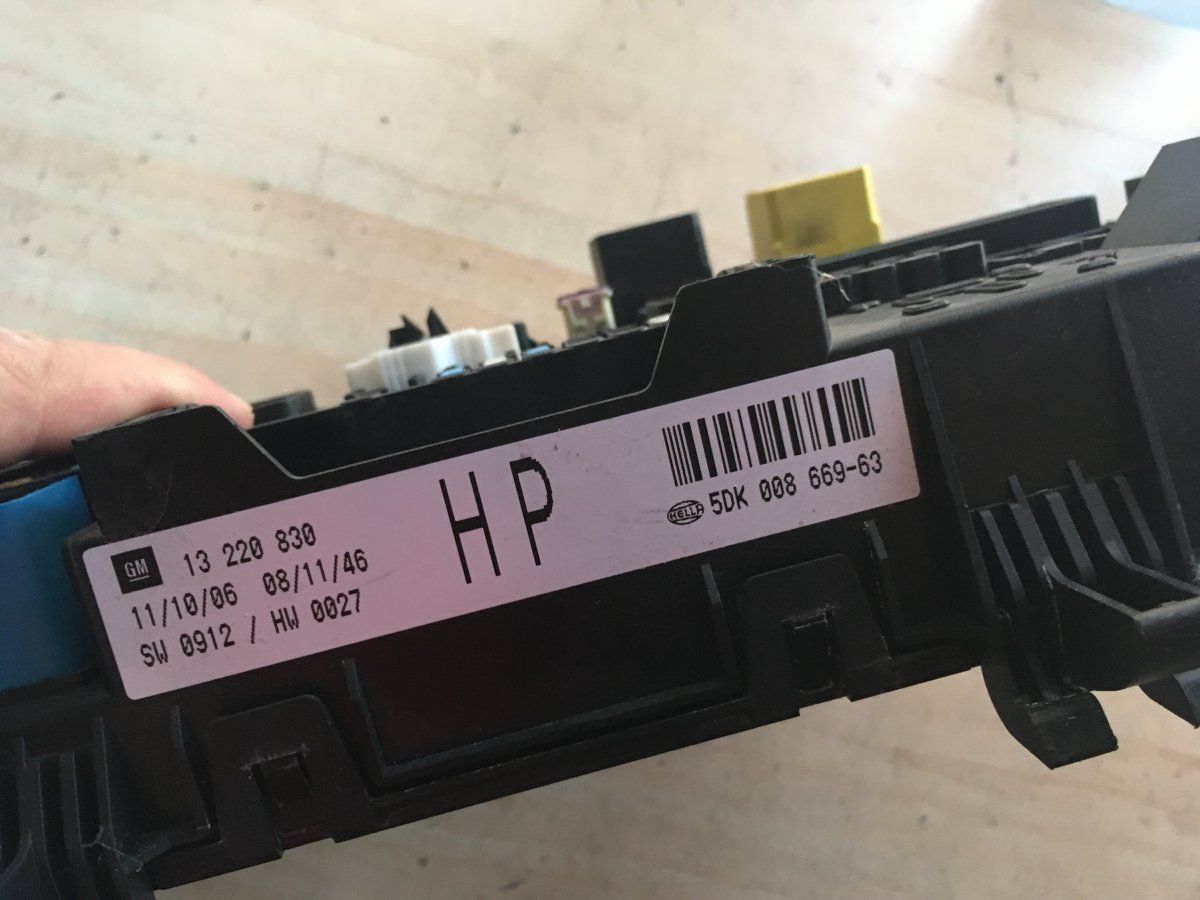 GM 13 220 830
11/10/06 08/11/46
SW 0912 / HW 0027
HP
HELLA 5DK 008 669-63